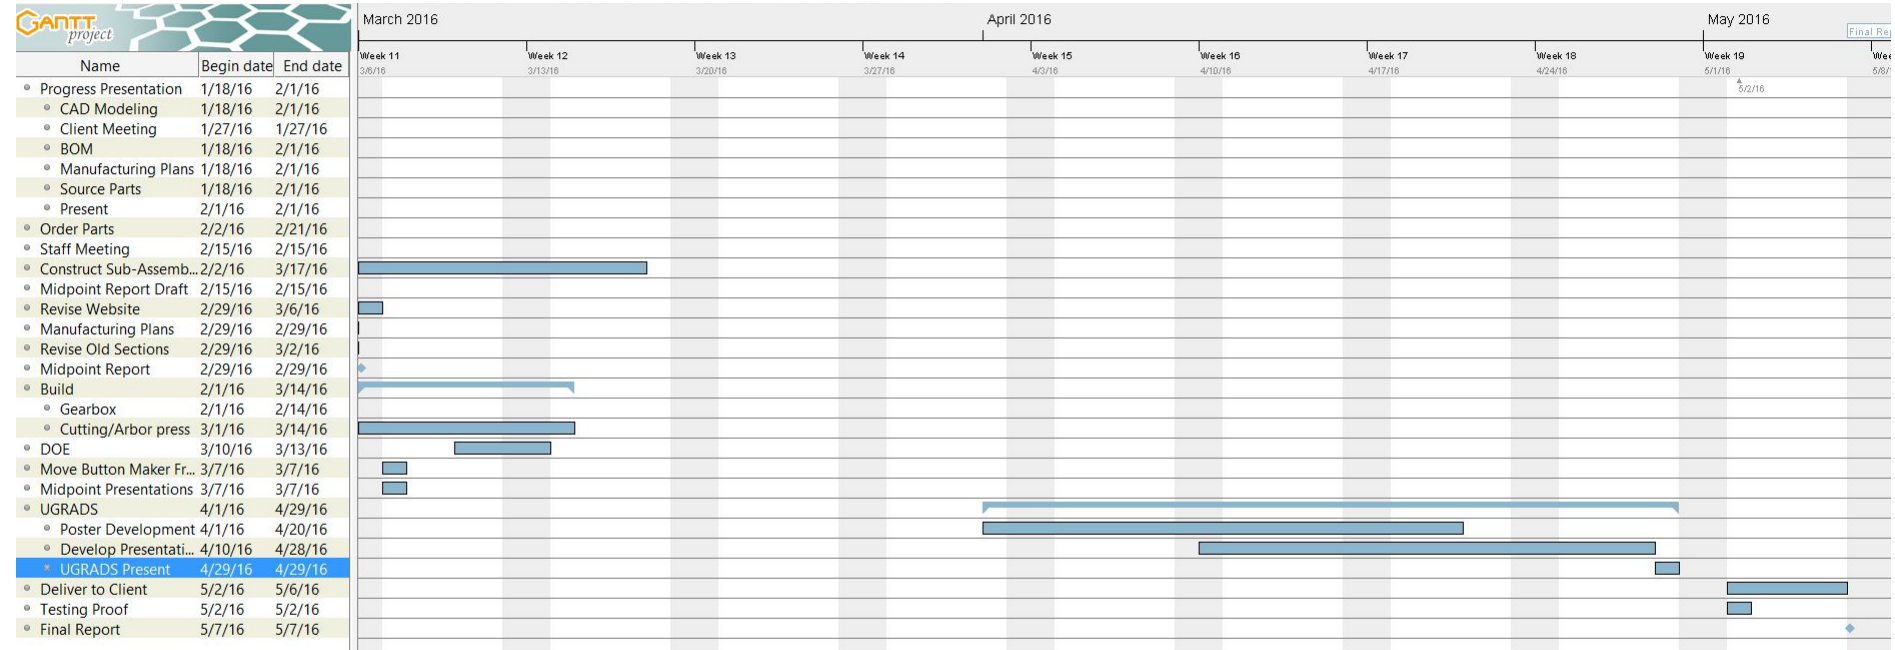 GANTT
project
March 2016 April 2016 May 2016
Final Re
Week 11 Week 12 Week 13 Week 14 Week 15 Week 16 Week 17 Week 18 Week 19 Wee
3/6/16 3/13/16 3/20/16 3/27/16 4/3/16 4/10/16 4/17/16 4/24/16 5/1/16 5/8/
Name Begin date End date
Progress Presentation 1/18/16 2/1/16 5/2/16
CAD Modeling 1/18/16 2/1/16
Client Meeting 1/27/16 1/27/16
BOM 1/18/16 2/1/16
Manufacturing Plans 1/18/16 2/1/16
Source Parts 1/18/16 2/1/16
Present 2/1/16 2/1/16
Order Parts 2/2/16 2/21/16
Staff Meeting 2/15/16 2/15/16
Construct Sub-Assemb... 2/2/16 3/17/16
Midpoint Report Draft 2/15/16 2/15/16
Revise Website 2/29/16 3/6/16
Manufacturing Plans 2/29/16 2/29/16
Revise Old Sections 2/29/16 3/2/16
Midpoint Report 2/29/16 2/29/16
Build 2/1/16 3/14/16
Gearbox 2/1/16 2/14/16
Cutting/Arbor press 3/1/16 3/14/16
DOE 3/10/16 3/13/16
Move Button Maker Fr... 3/7/16 3/7/16
Midpoint Presentations 3/7/16 3/7/16
UGRADS 4/1/16 4/29/16
Poster Development 4/1/16 4/20/16
Develop Presentati... 4/10/16 4/28/16
UGRADS Present 4/29/16 4/29/16
Deliver to Client 5/2/16 5/6/16
Testing Proof 5/2/16 5/2/16
Final Report 5/7/16 5/7/16